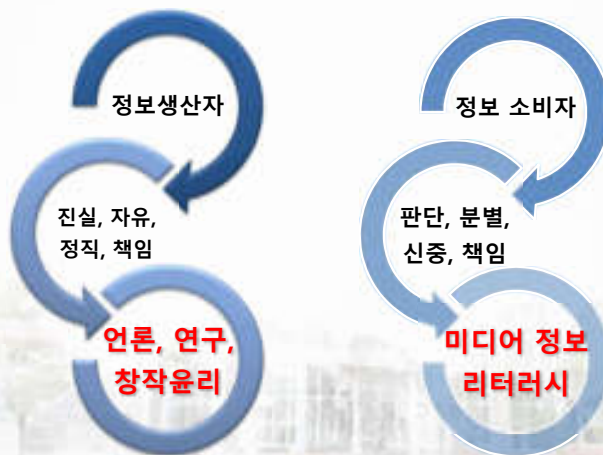 정보생산자
진실, 자유,
정직, 책임
언론, 연구,
창작윤리
정보 소비자
판단, 분별,
신중, 책임
미디어 정보
리터러시